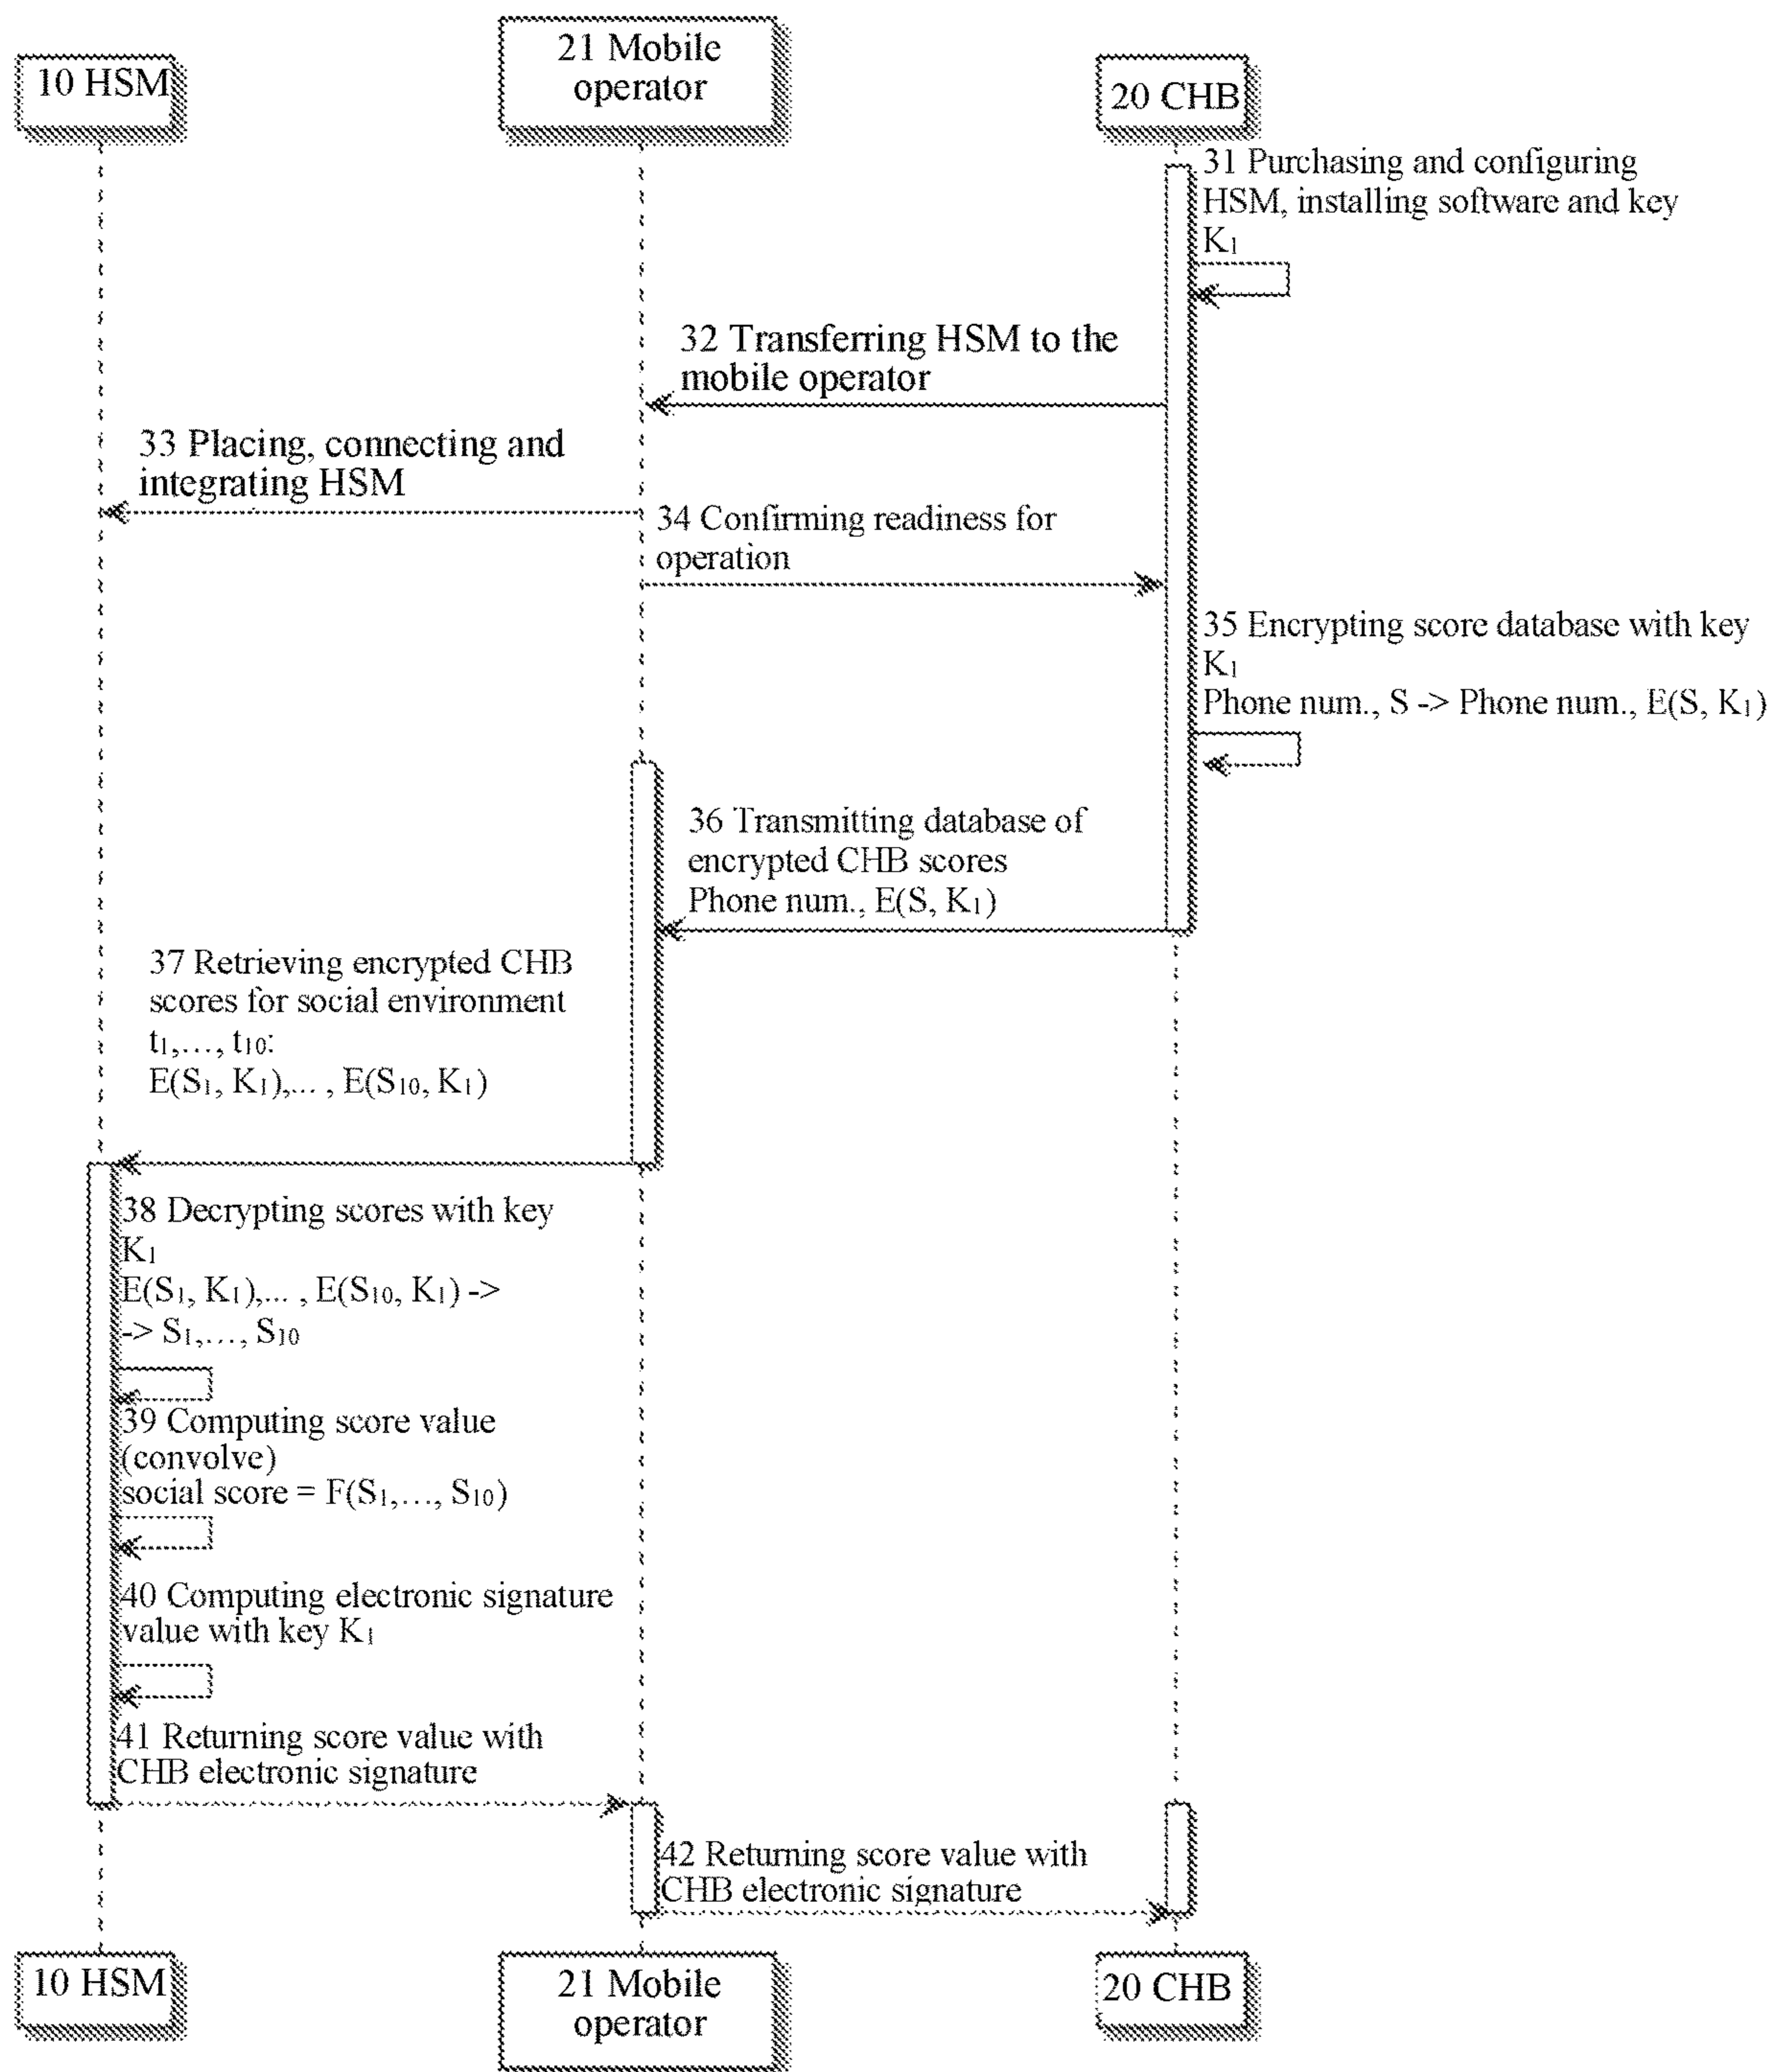 10 HSM
21 Mobile
operator
20 CHB
31 Purchasing and configuring
HSM, installing software and key
K₁
32 Transferring HSM to the
mobile operator
33 Placing, connecting and
integrating HSM
34 Confirming readiness for
operation
35 Encrypting score database with key
K₁
Phone num., S -> Phone num., E(S, K₁)
36 Transmitting database of
encrypted CHB scores
Phone num., E(S, K₁)
37 Retrieving encrypted CHB
scores for social environment
t₁,…, t₁₀:
E(S₁, K₁),... , E(S₁₀, K₁)
38 Decrypting scores with key
K₁
E(S₁, K₁),... , E(S₁₀, K₁) ->
-> S₁,…, S₁₀
39 Computing score value
(convolve)
social score = F(S₁,…, S₁₀)
40 Computing electronic signature
value with key K₁
41 Returning score value with
CHB electronic signature
42 Returning score value with
CHB electronic signature
10 HSM
21 Mobile
operator
20 CHB